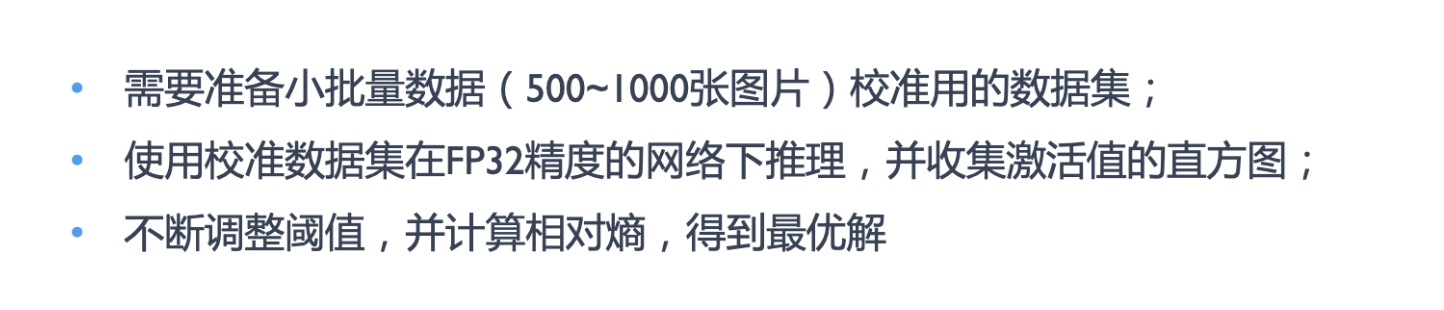 • 需要准备小批量数据（500~1000张图片）校准用的数据集；
• 使用校准数据集在FP32精度的网络下推理，并收集激活值的直方图；
• 不断调整阈值，并计算相对熵，得到最优解